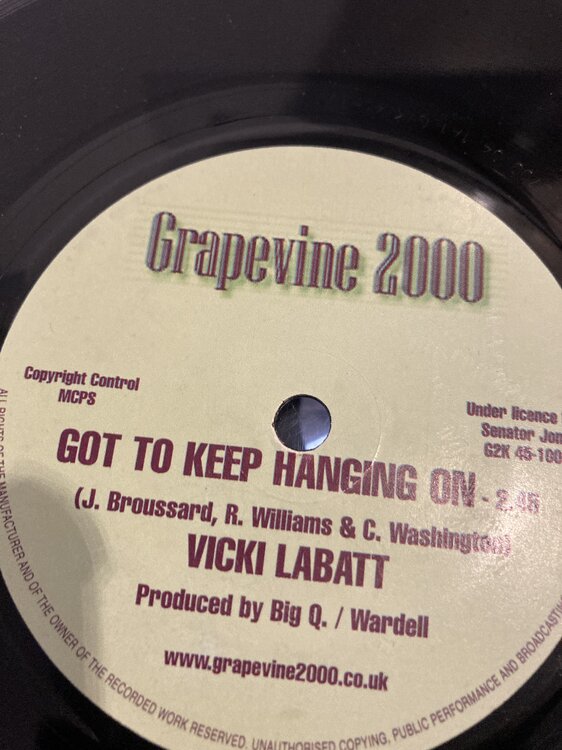 Grapevine 2000
Copyright Control
MCPS
Under licence
Senator
G2K 45-100
GOT TO KEEP HANGING ON - 2.45
(J. Broussard, R. Williams & C. Washington)
VICKI LABATT
Produced by Big Q. / Wardell
www.grapevine2000.co.uk
OF THE MANUFACTURER AND OF THE OWNER OF THE RECORDED WORK RESERVED. UNAUTHORISED COPYING, PUBLIC PERFORMANCE AND BROADCASTING